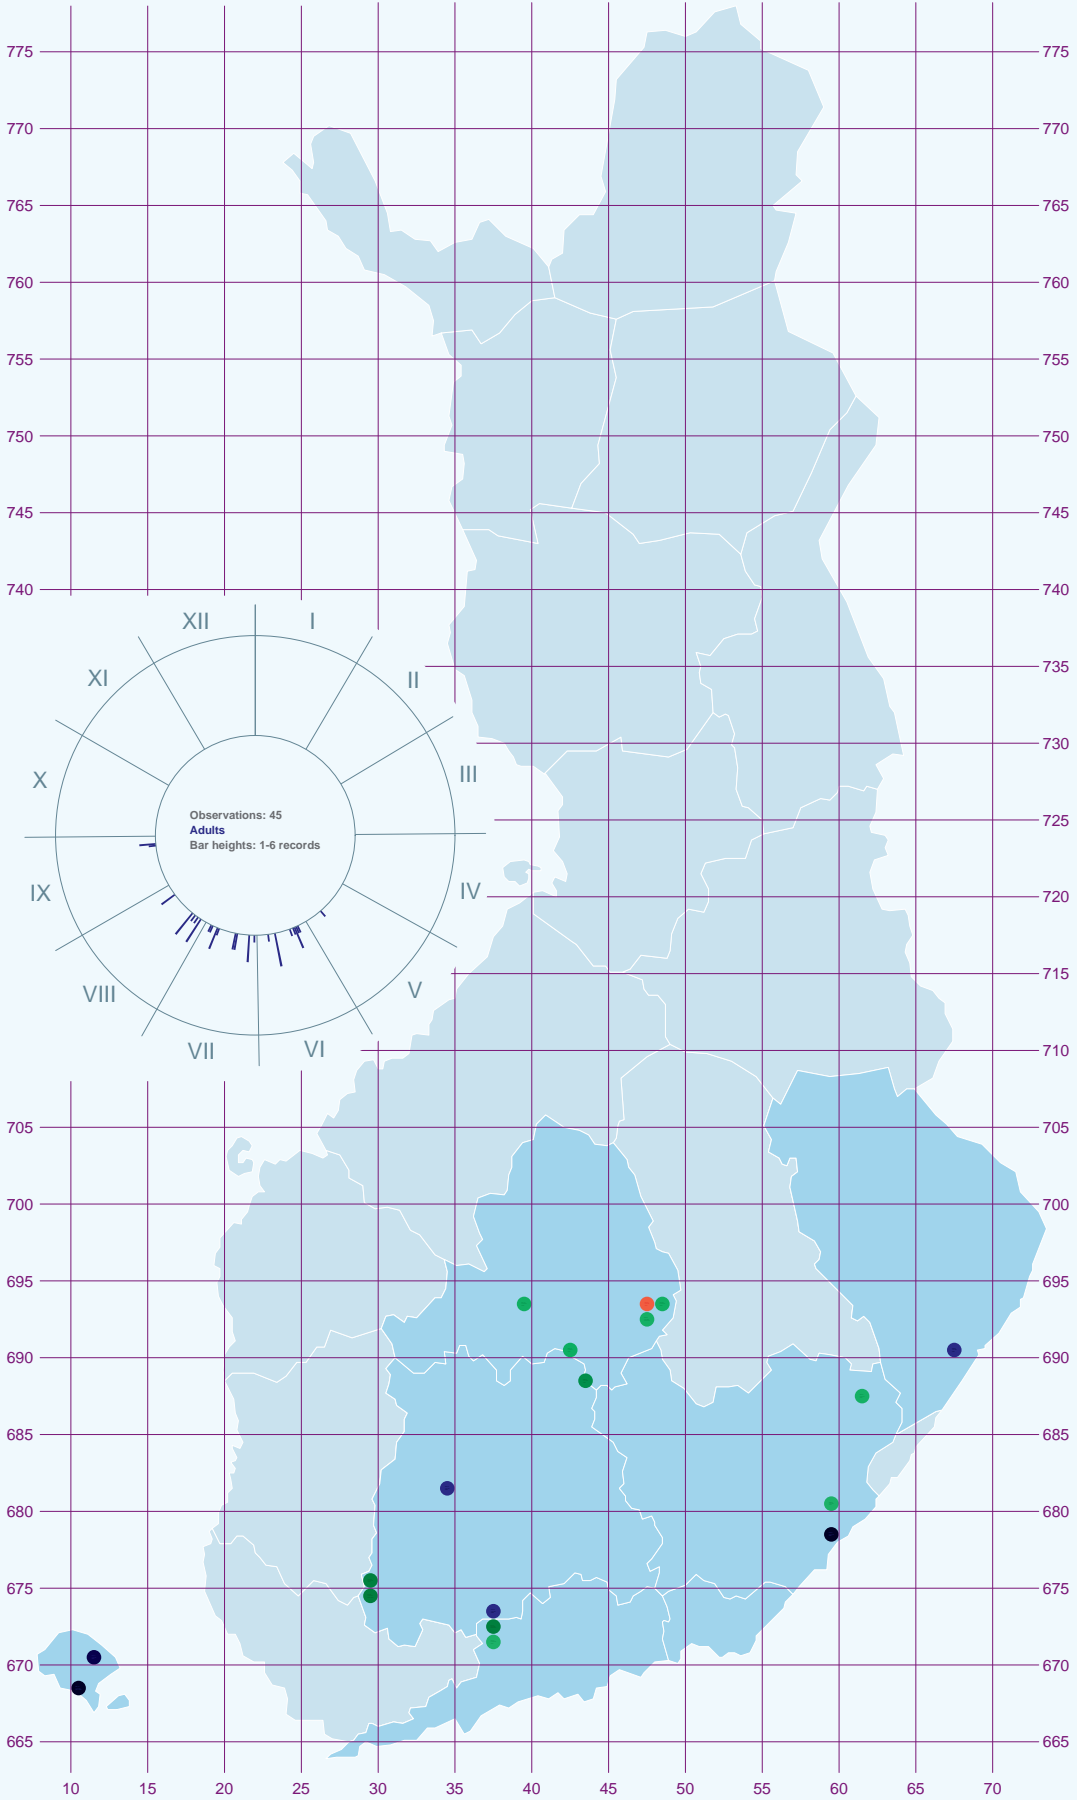 775 775
770 770
765 765
760 760
755 755
750 750
745 745
740 740
XII I
XI II
735
730
X III
725
Observations: 45
Adults
Bar heights: 1-6 records
IX IV
720
VIII V
715
VII VI
710
705 705
700 700
695 695
690 690
685 685
680 680
675 675
670 670
665 665
10 15 20 25 30 35 40 45 50 55 60 65 70